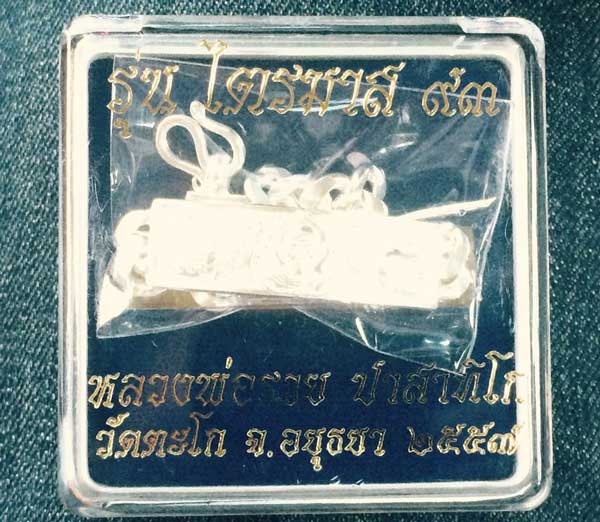 รุ่น ไตรมาส ๙๓
หลวงพ่อรวย ปาสาทิโก
วัดตะโก จ.อยุธยา ๒๕๕๗